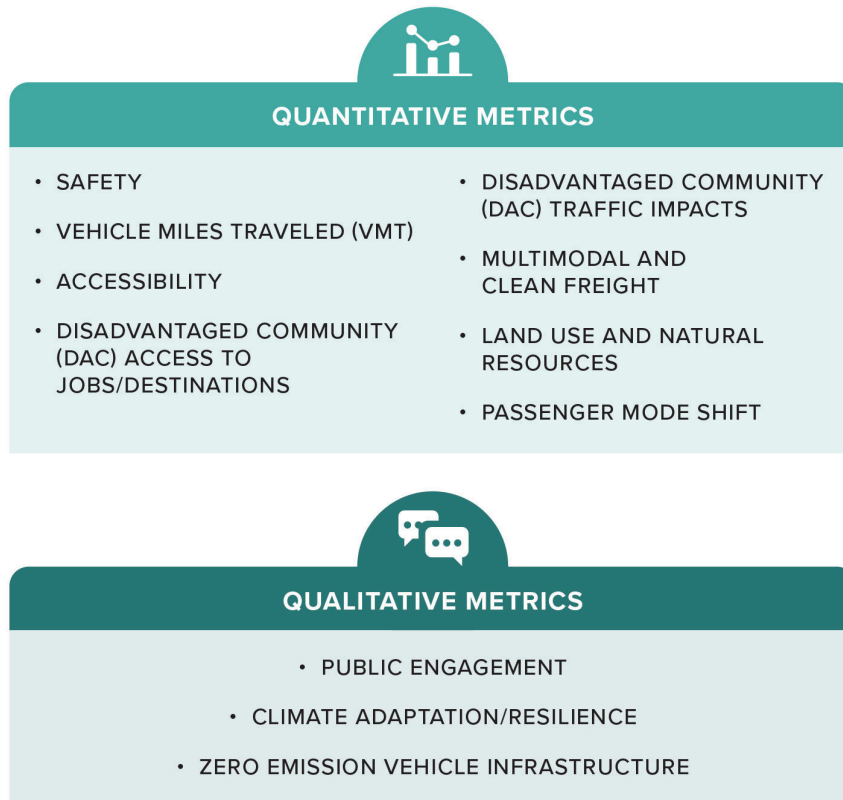 QUANTITATIVE METRICS
• SAFETY
• VEHICLE MILES TRAVELED (VMT)
• ACCESSIBILITY
• DISADVANTAGED COMMUNITY
(DAC) ACCESS TO
JOBS/DESTINATIONS
• DISADVANTAGED COMMUNITY
(DAC) TRAFFIC IMPACTS
• MULTIMODAL AND
CLEAN FREIGHT
• LAND USE AND NATURAL
RESOURCES
• PASSENGER MODE SHIFT
QUALITATIVE METRICS
• PUBLIC ENGAGEMENT
• CLIMATE ADAPTATION/RESILIENCE
• ZERO EMISSION VEHICLE INFRASTRUCTURE